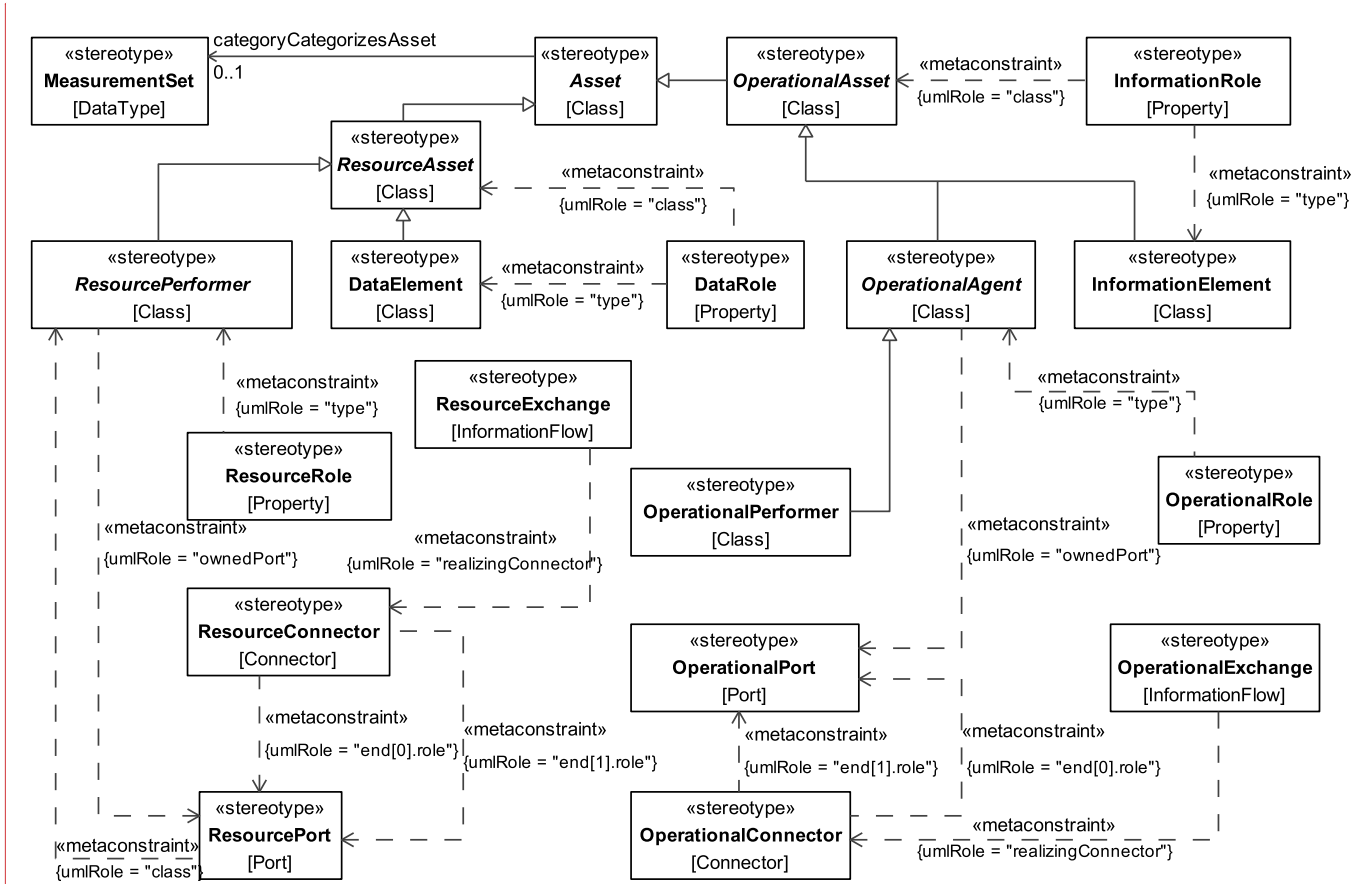 «stereotype»
MeasurementSet
[DataType]
categoryCategorizesAsset
0..1
«stereotype»
Asset
[Class]
«stereotype»
OperationalAsset
[Class]
«metaconstraint»
{umlRole = "class"}
«stereotype»
InformationRole
[Property]
«stereotype»
ResourceAsset
[Class]
«metaconstraint»
{umlRole = "class"}
«metaconstraint»
{umlRole = "type"}
«stereotype»
ResourcePerformer
[Class]
«stereotype»
DataElement
[Class]
«metaconstraint»
{umlRole = "type"}
«stereotype»
DataRole
[Property]
«stereotype»
OperationalAgent
[Class]
«stereotype»
InformationElement
[Class]
«metaconstraint»
{umlRole = "type"}
«stereotype»
ResourceExchange
[InformationFlow]
«metaconstraint»
{umlRole = "type"}
«stereotype»
ResourceRole
[Property]
«stereotype»
OperationalPerformer
[Class]
«stereotype»
OperationalRole
[Property]
«metaconstraint»
{umlRole = "ownedPort"}
«metaconstraint»
{umlRole = "realizingConnector"}
«metaconstraint»
{umlRole = "ownedPort"}
«stereotype»
ResourceConnector
[Connector]
«stereotype»
OperationalPort
[Port]
«stereotype»
OperationalExchange
[InformationFlow]
«metaconstraint»
{umlRole = "end[0].role"}
«metaconstraint»
{umlRole = "end[1].role"}
«metaconstraint»
{umlRole = "end[1].role"}
«metaconstraint»
{umlRole = "end[0].role"}
«stereotype»
ResourcePort
[Port]
«stereotype»
OperationalConnector
[Connector]
«metaconstraint»
{umlRole = "realizingConnector"}
«metaconstraint»
{umlRole = "class"}